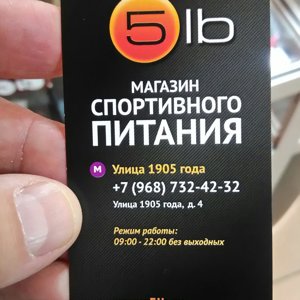 5lb
МАГАЗИН
СПОРТИВНОГО
ПИТАНИЯ
М Улица 1905 года
+7 (968) 732-42-32
Улица 1905 года, д. 4
Режим работы:
09:00 - 22:00 без выходных